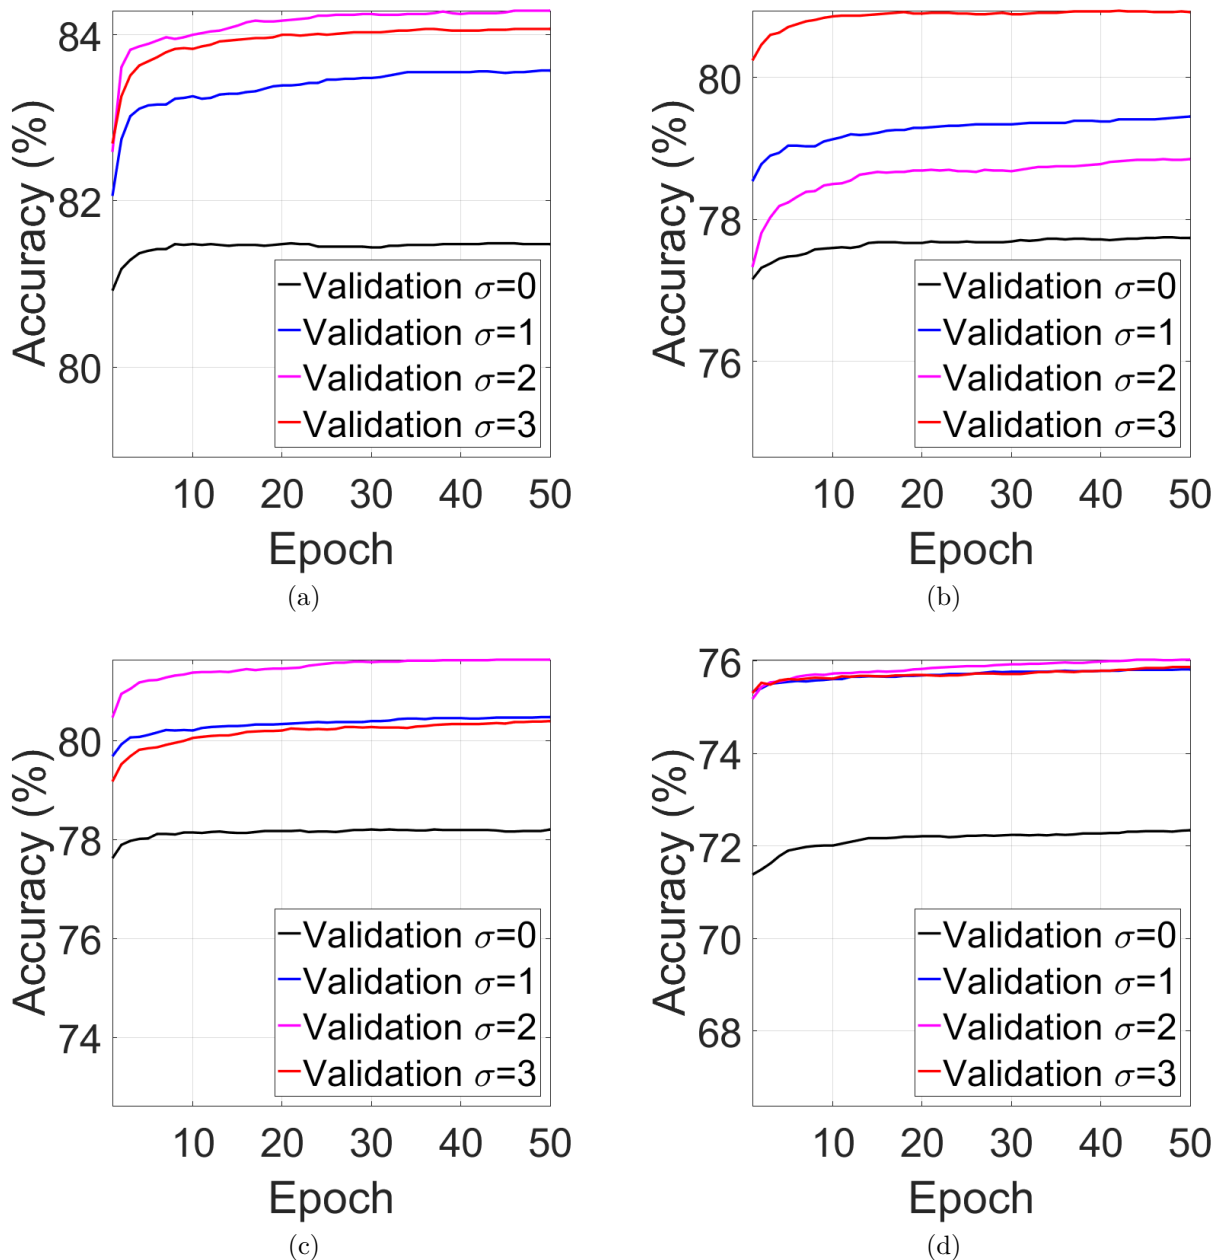 84
82
80
Accuracy (%)
Validation σ=0
Validation σ=1
Validation σ=2
Validation σ=3
10 20 30 40 50
Epoch
(a)
80
78
76
Accuracy (%)
Validation σ=0
Validation σ=1
Validation σ=2
Validation σ=3
10 20 30 40 50
Epoch
(b)
80
78
76
74
Accuracy (%)
Validation σ=0
Validation σ=1
Validation σ=2
Validation σ=3
10 20 30 40 50
Epoch
(c)
76
74
72
70
68
Accuracy (%)
Validation σ=0
Validation σ=1
Validation σ=2
Validation σ=3
10 20 30 40 50
Epoch
(d)